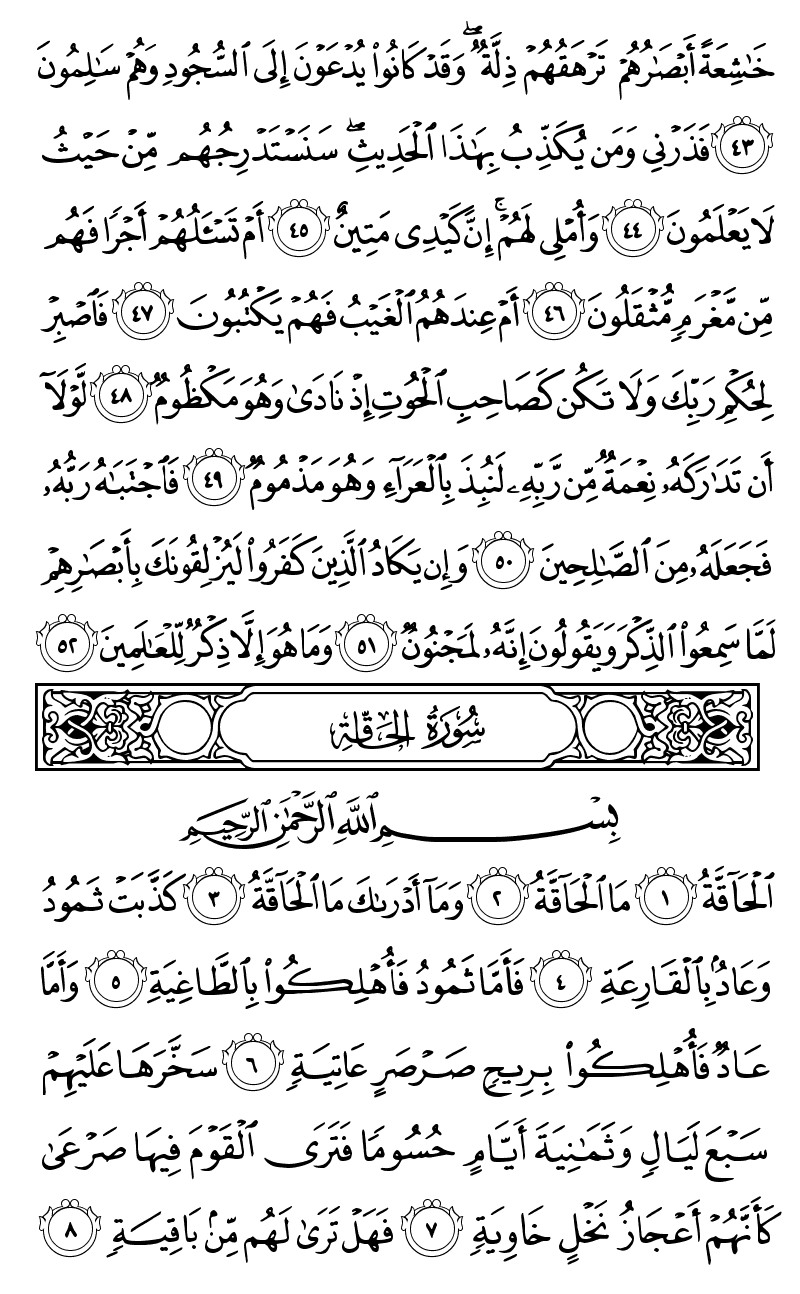 خَٰشِعَةً أَبْصَٰرُهُمْ تَرْهَقُهُمْ ذِلَّةٌ ۖ وَقَدْ كَانُوا۟ يُدْعَوْنَ إِلَى ٱلسُّجُودِ وَهُمْ سَٰلِمُونَ
٤٣ فَذَرْنِى وَمَن يُكَذِّبُ بِهَٰذَا ٱلْحَدِيثِ ۖ سَنَسْتَدْرِجُهُم مِّنْ حَيْثُ
لَا يَعْلَمُونَ ٤٤ وَأُمْلِى لَهُمْ ۚ إِنَّ كَيْدِى مَتِينٌ ٤٥ أَمْ تَسْـَٔلُهُمْ أَجْرًا فَهُم
مِّن مَّغْرَمٍ مُّثْقَلُونَ ٤٦ أَمْ عِندَهُمُ ٱلْغَيْبُ فَهُمْ يَكْتُبُونَ ٤٧ فَٱصْبِرْ
لِحُكْمِ رَبِّكَ وَلَا تَكُن كَصَاحِبِ ٱلْحُوتِ إِذْ نَادَىٰ وَهُوَ مَكْظُومٌ ٤٨ لَّوْلَآ
أَن تَدَٰرَكَهُۥ نِعْمَةٌ مِّن رَّبِّهِۦ لَنُبِذَ بِٱلْعَرَآءِ وَهُوَ مَذْمُومٌ ٤٩ فَٱجْتَبَٰهُ رَبُّهُۥ
فَجَعَلَهُۥ مِنَ ٱلصَّٰلِحِينَ ٥٠ وَإِن يَكَادُ ٱلَّذِينَ كَفَرُوا۟ لَيُزْلِقُونَكَ بِأَبْصَٰرِهِمْ
لَمَّا سَمِعُوا۟ ٱلذِّكْرَ وَيَقُولُونَ إِنَّهُۥ لَمَجْنُونٌ ٥١ وَمَا هُوَ إِلَّا ذِكْرٌ لِّلْعَٰلَمِينَ ٥٢
سُورَةُ الحَاقَّةِ
بِسْمِ ٱللَّهِ ٱلرَّحْمَٰنِ ٱلرَّحِيمِ
ٱلْحَآقَّةُ ١ مَا ٱلْحَآقَّةُ ٢ وَمَآ أَدْرَىٰكَ مَا ٱلْحَآقَّةُ ٣ كَذَّبَتْ ثَمُودُ
وَعَادٌۢ بِٱلْقَارِعَةِ ٤ فَأَمَّا ثَمُودُ فَأُهْلِكُوا۟ بِٱلطَّاغِيَةِ ٥ وَأَمَّا
عَادٌ فَأُهْلِكُوا۟ بِرِيحٍ صَرْصَرٍ عَاتِيَةٍ ٦ سَخَّرَهَا عَلَيْهِمْ
سَبْعَ لَيَالٍ وَثَمَٰنِيَةَ أَيَّامٍ حُسُومًا فَتَرَى ٱلْقَوْمَ فِيهَا صَرْعَىٰ
كَأَنَّهُمْ أَعْجَازُ نَخْلٍ خَاوِيَةٍ ٧ فَهَلْ تَرَىٰ لَهُم مِّنۢ بَاقِيَةٍ ٨